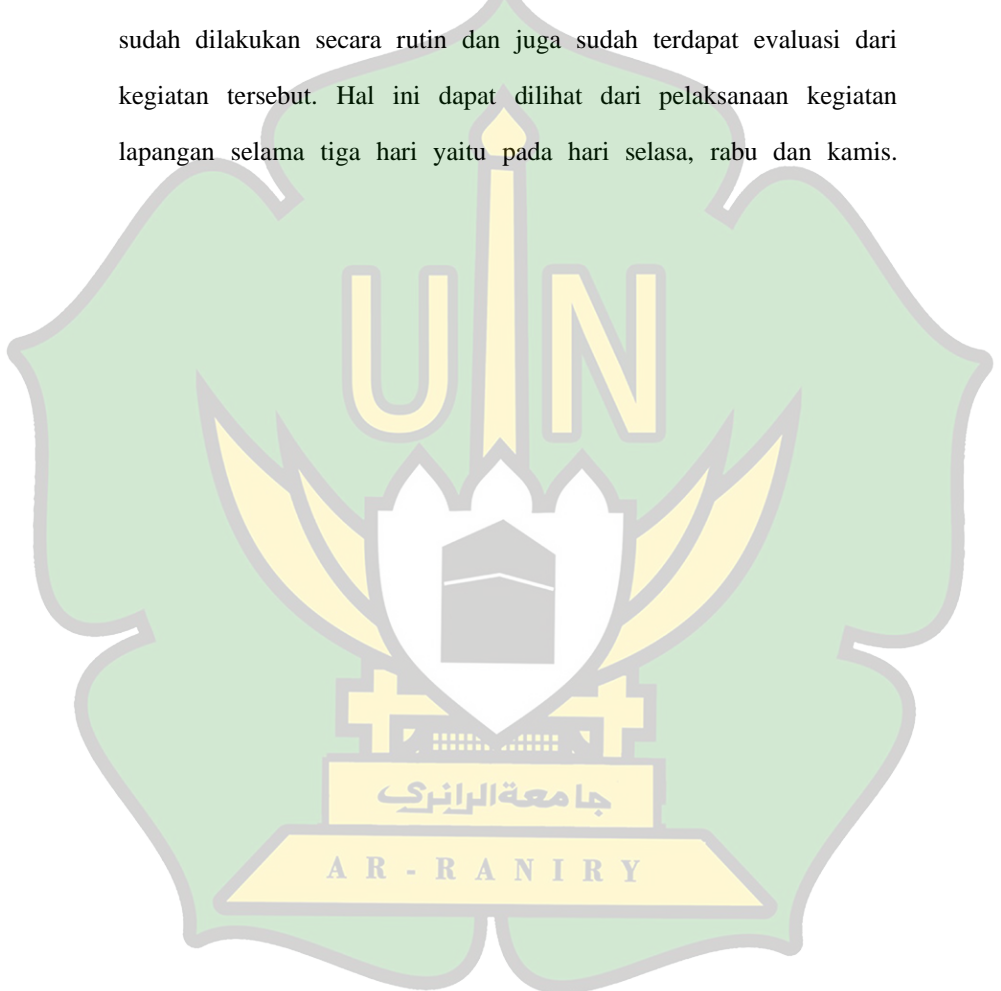 sudah dilakukan secara rutin dan juga sudah terdapat evaluasi dari
kegiatan tersebut. Hal ini dapat dilihat dari pelaksanaan kegiatan
lapangan selama tiga hari yaitu pada hari selasa, rabu dan kamis.
UIN
جامعة الرانري
AR-RANIRY